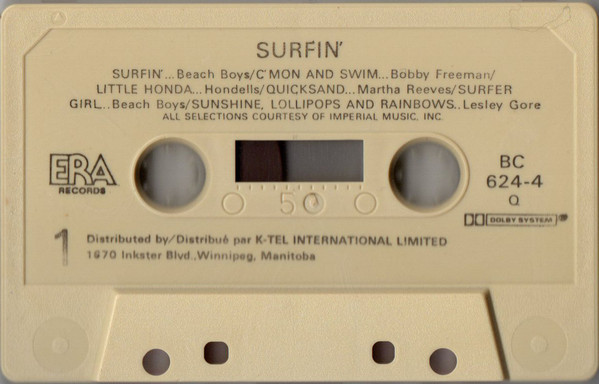 SURFIN'
SURFIN'...Beach Boys/C'MON AND SWIM...Bobby Freeman/
LITTLE HONDA...Hondells/QUICKSAND...Martha Reeves/SURFER
GIRL...Beach Boys/SUNSHINE, LOLLIPOPS AND RAINBOWS..Lesley Gore
ALL SELECTIONS COURTESY OF IMPERIAL MUSIC, INC.
ERA
RECORDS
BC
624-4
Q
50
DOLBY SYSTEM
1
Distributed by/Distribué par K-TEL INTERNATIONAL LIMITED
1670 Inkster Blvd.,Winnipeg, Manitoba